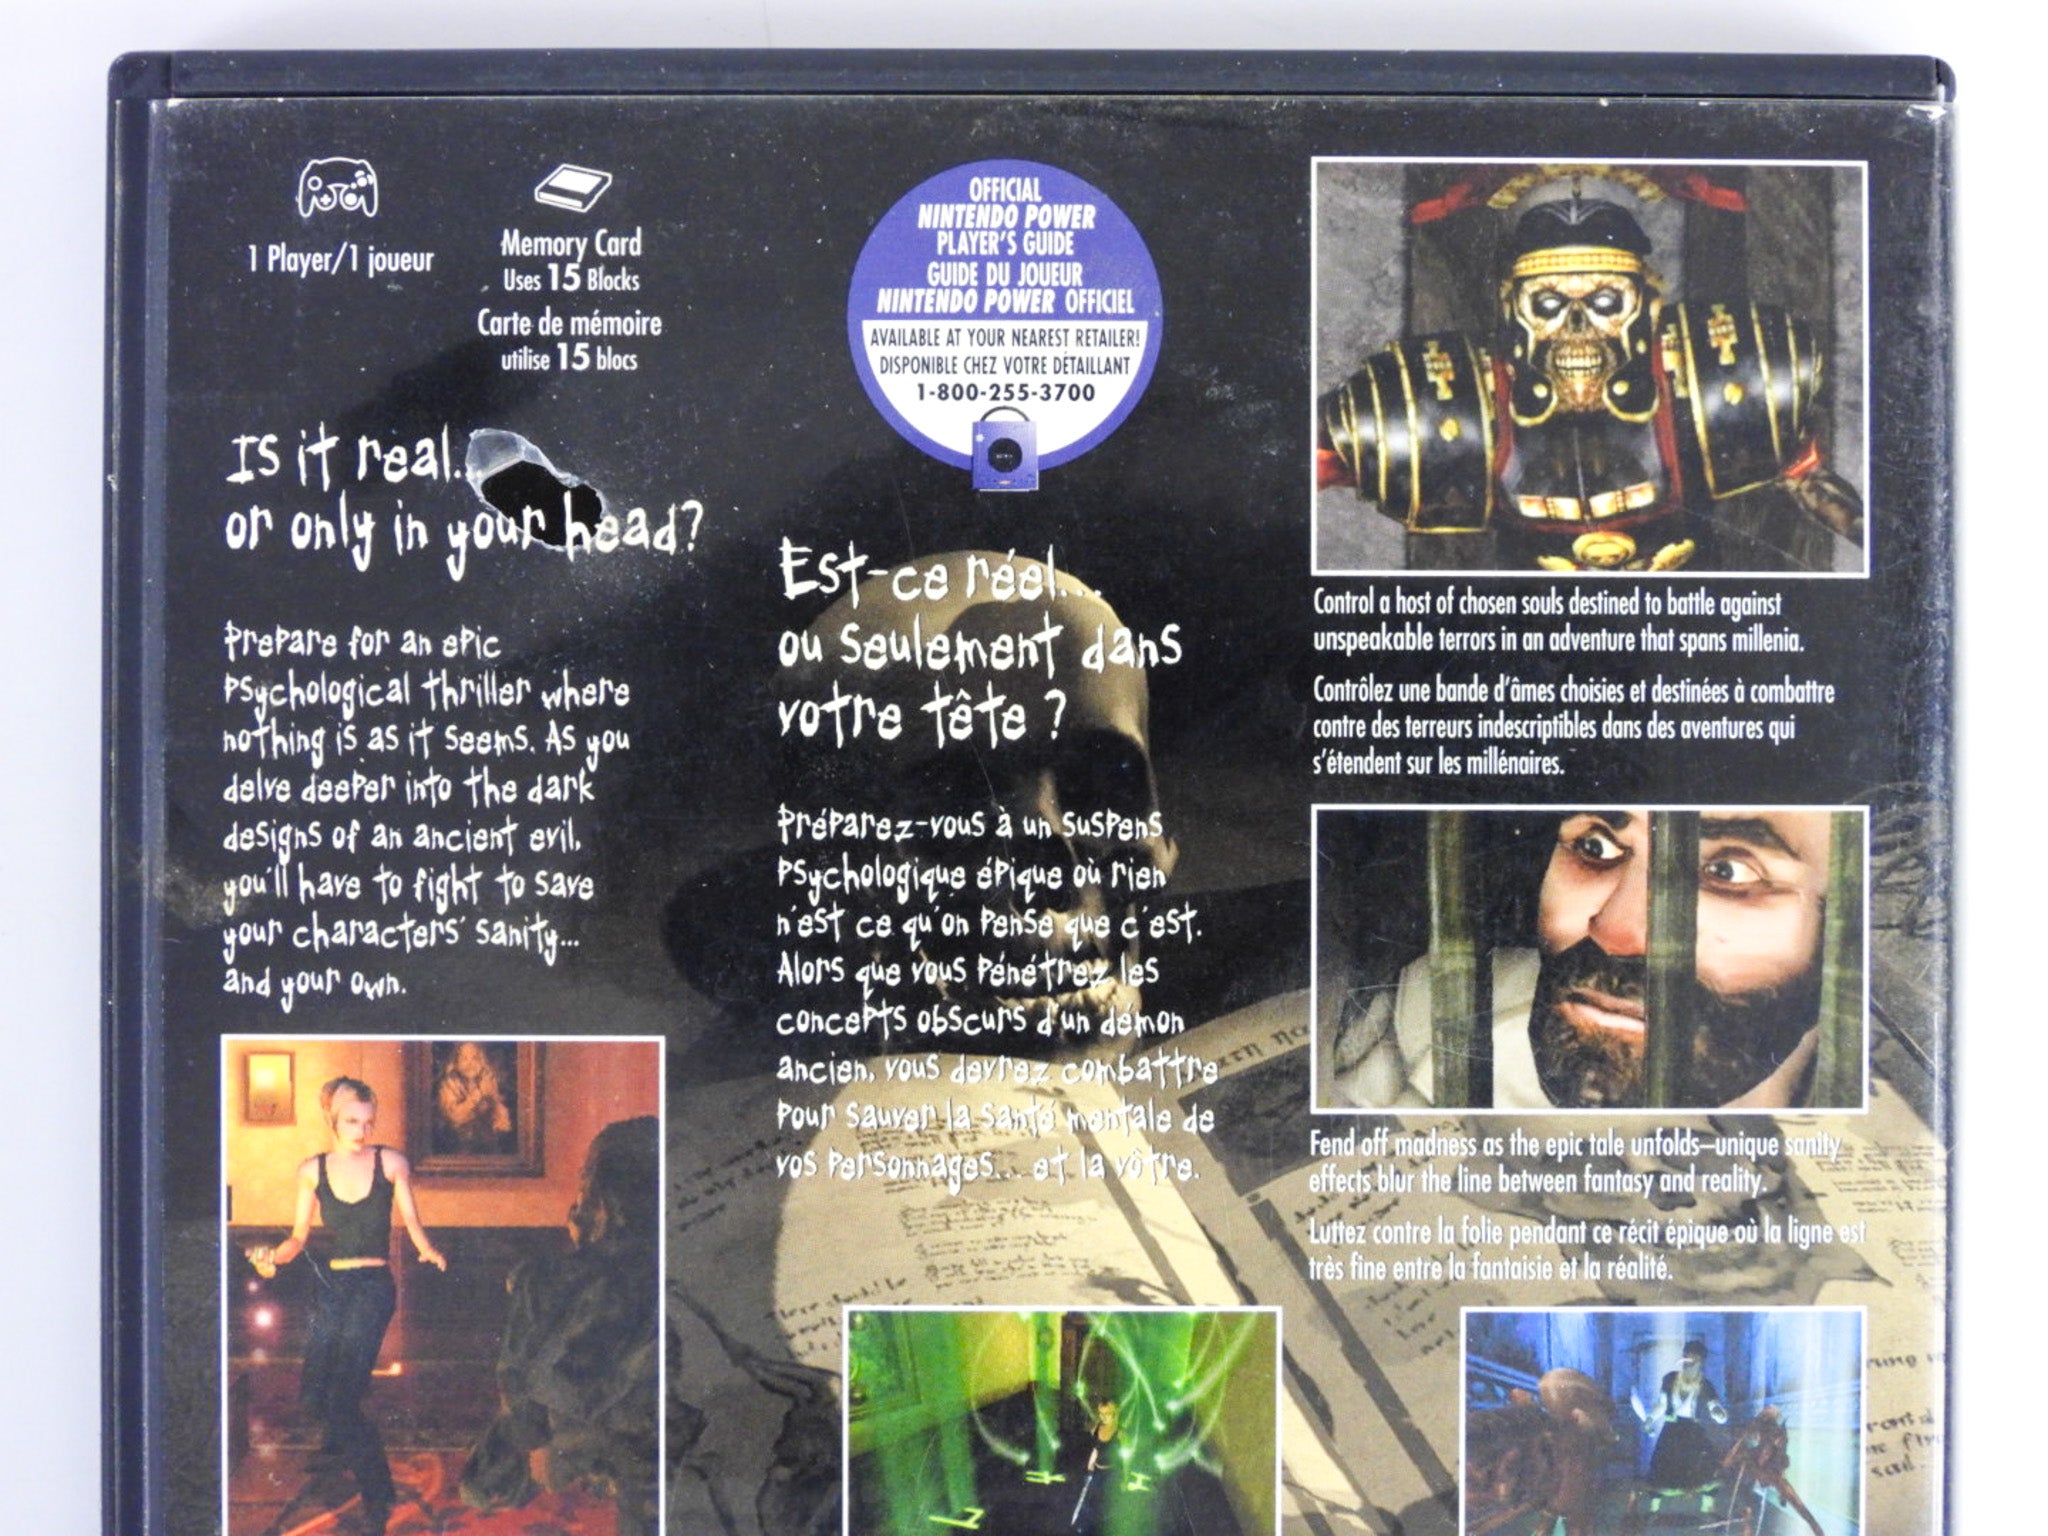 1 Player/1 joueur
Memory Card
Uses 15 Blocks
Carte de mémoire
utilise 15 blocs
OFFICIAL
NINTENDO POWER
PLAYER'S GUIDE
GUIDE DU JOUEUR
NINTENDO POWER OFFICIEL
AVAILABLE AT YOUR NEAREST RETAILER!
DISPONIBLE CHEZ VOTRE DÉTAILLANT
1-800-255-3700
Is it real...
or only in your head?
Prepare for an epic
psychological thriller where
nothing is as it seems. As you
delve deeper into the dark
designs of an ancient evil,
you'll have to fight to save
your characters' sanity...
and your own.
Est-ce réel...
ou seulement dans
votre tête ?
Préparez-vous à un suspens
psychologique épique où rien
n'est ce qu'on pense que c'est.
Alors que vous pénétrez les
concepts obscurs d'un démon
ancien, vous devrez combattre
pour sauver la santé mentale de
vos personnages... et la vôtre.
Control a host of chosen souls destined to battle against
unspeakable terrors in an adventure that spans millenia.
Contrôlez une bande d'âmes choisies et destinées à combattre
contre des terreurs indescriptibles dans des aventures qui
s'étendent sur les millénaires.
Fend off madness as the epic tale unfolds–unique sanity
effects blur the line between fantasy and reality.
Luttez contre la folie pendant ce récit épique où la ligne est
très fine entre la fantaisie et la réalité.